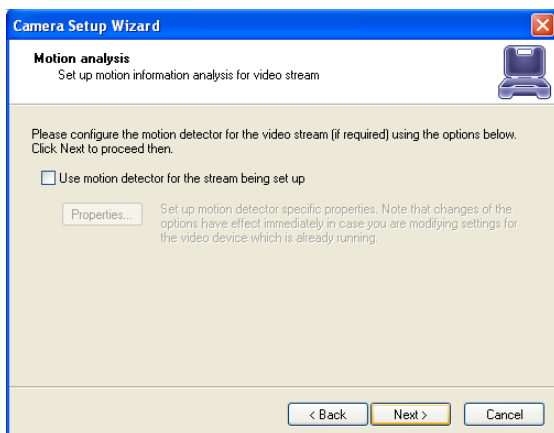 Camera Setup Wizard
Motion analysis
Set up motion information analysis for video stream
Please configure the motion detector for the video stream (if required) using the options below.
Click Next to proceed then.
Use motion detector for the stream being set up
Properties...
Set up motion detector specific properties. Note that changes of the
options have effect immediately in case you are modifying settings for
the video device which is already running.
< Back
Next >
Cancel